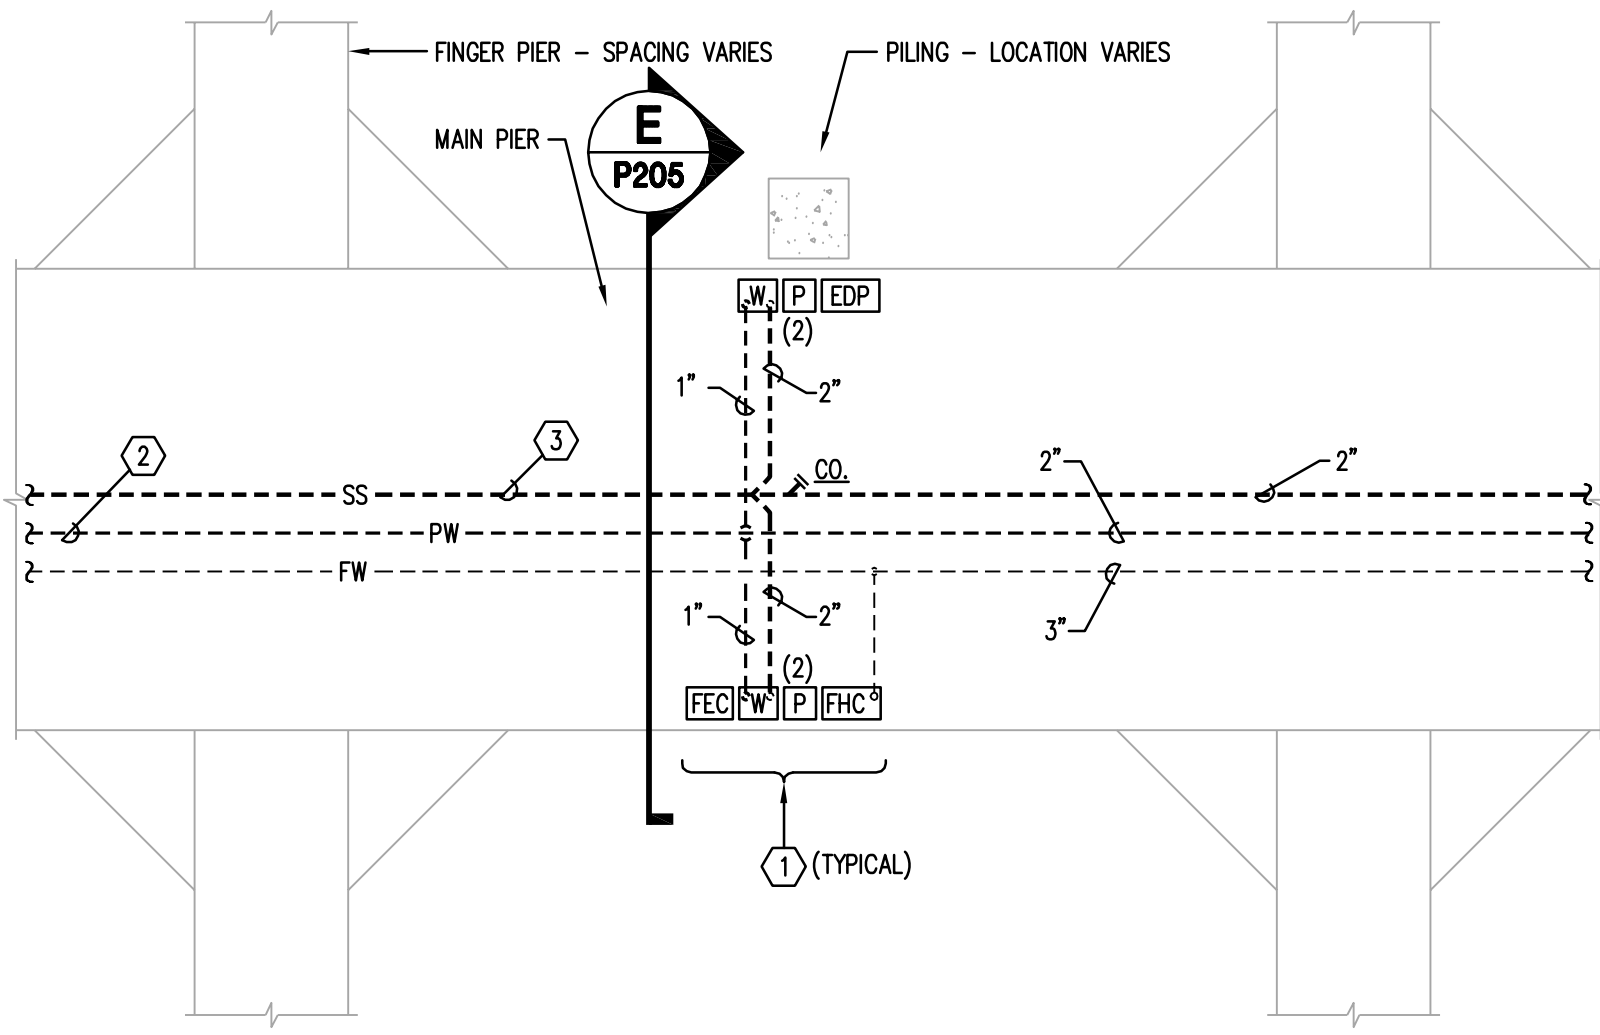 FINGER PIER - SPACING VARIES
PILING - LOCATION VARIES
MAIN PIER
E
P205
W P EDP
(2)
1" 2"
2 3
CO.
2" 2"
SS
PW
FW
1" 2"
3"
(2)
FEC W P FHC
1 (TYPICAL)